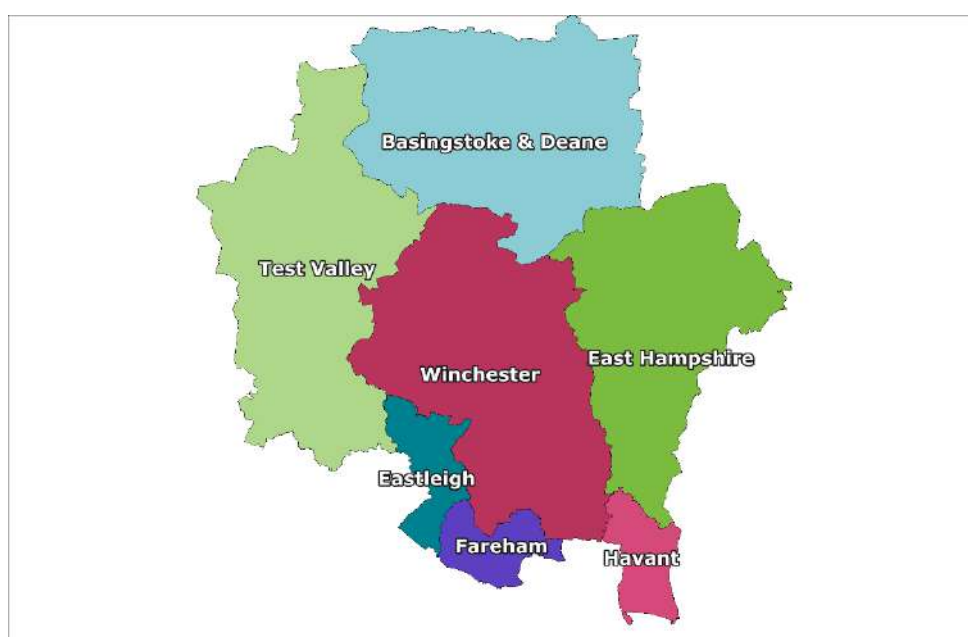 Basingstoke & Deane
Test Valley
East Hampshire
Winchester
Eastleigh
Fareham
Havant